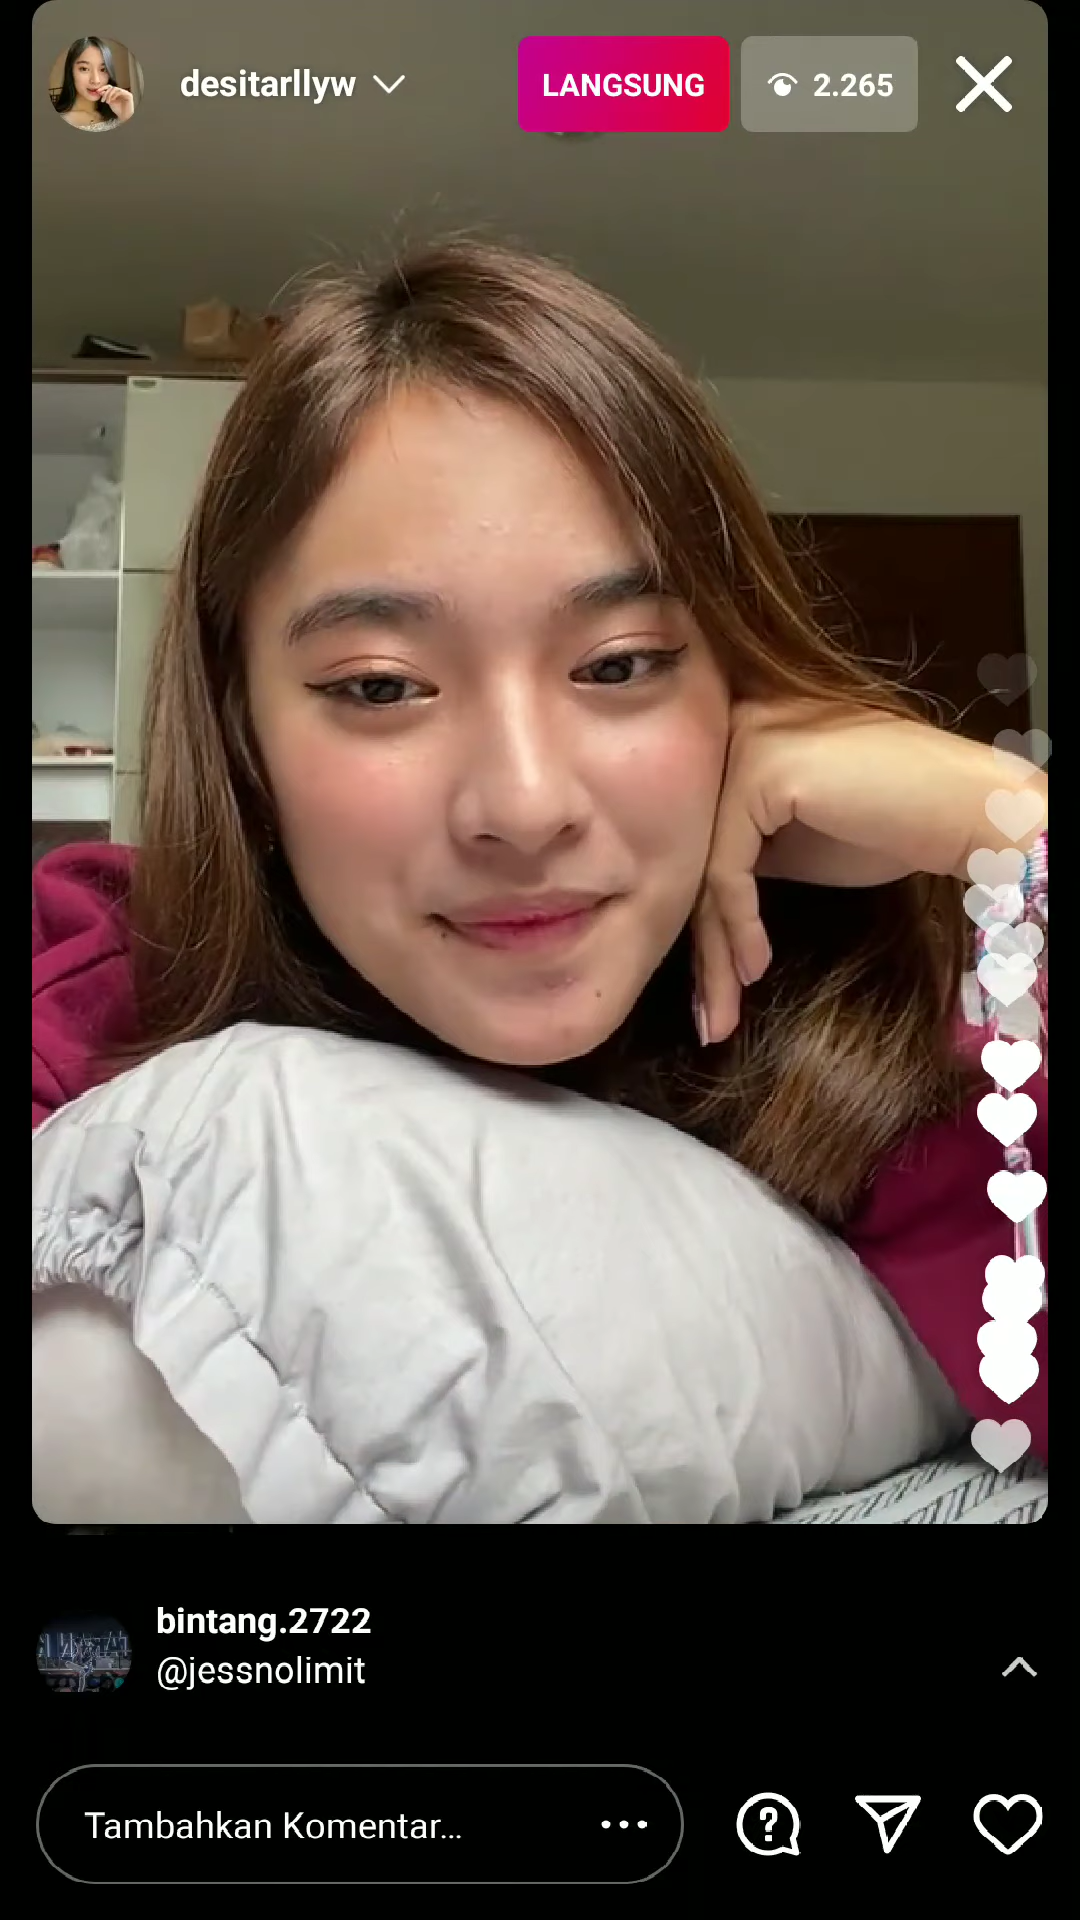 desitarllyw
LANGSUNG
2.265
bintang.2722
@jessnolimit
Tambahkan Komentar...